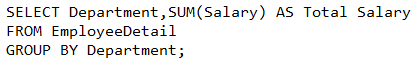 SELECT Department,SUM(Salary) AS Total Salary
FROM EmployeeDetail
GROUP BY Department;